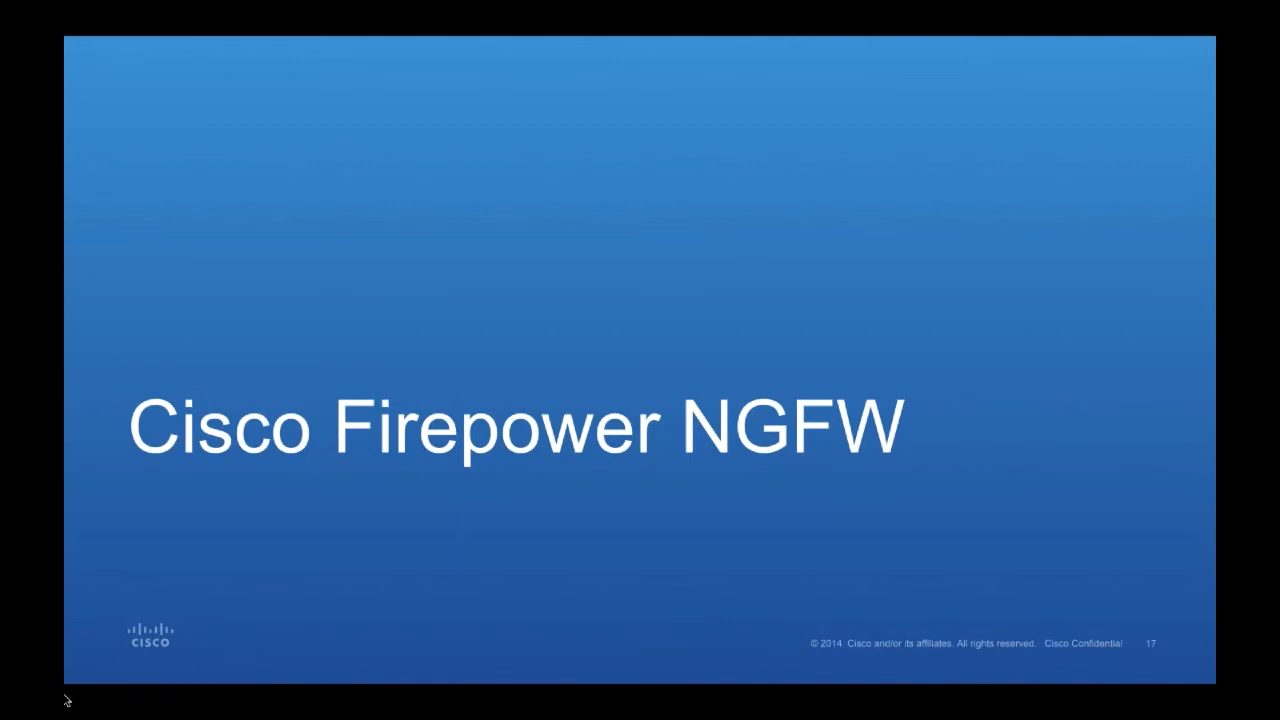 Cisco Firepower NGFW
CISCO
© 2014 Cisco and/or its affiliates. All rights reserved. Cisco Confidential 17